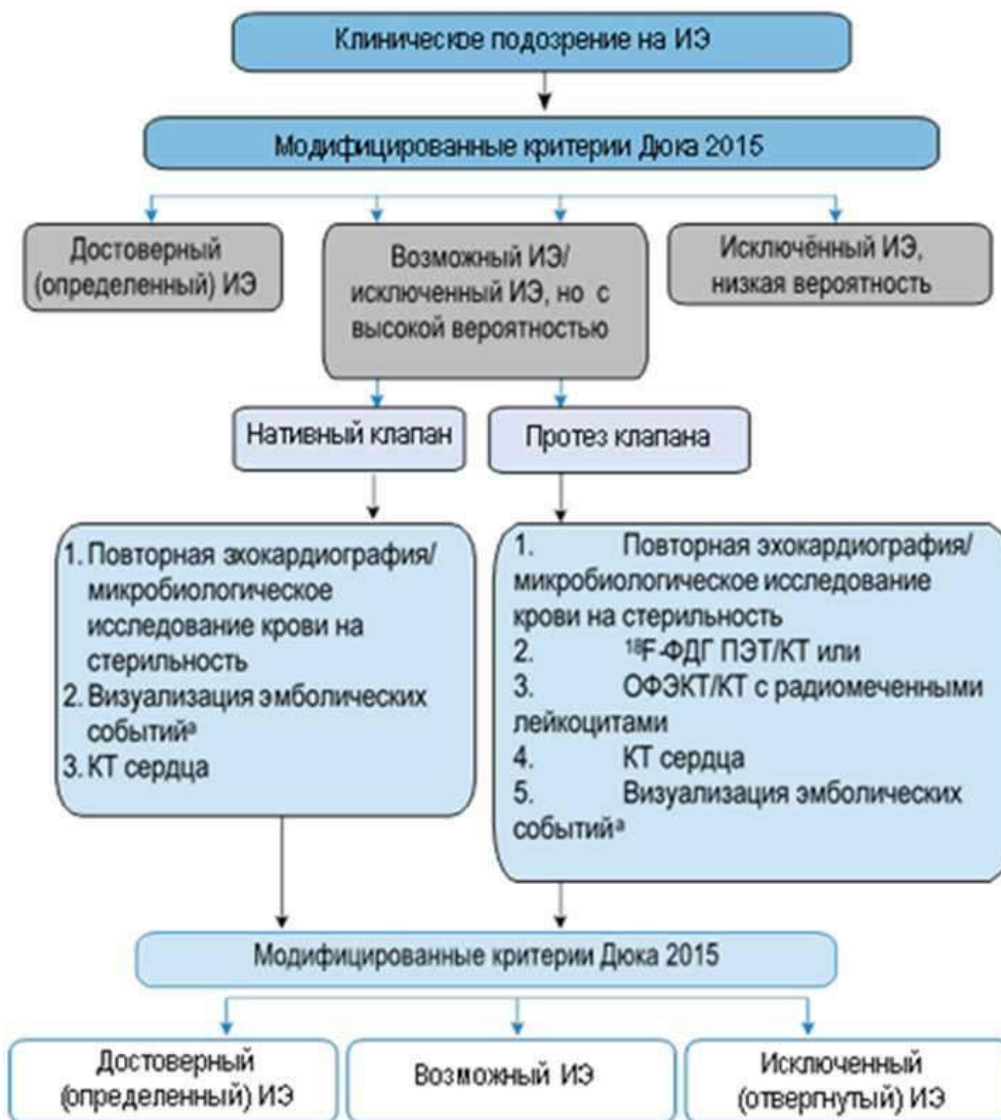 Клиническое подозрение на ИЭ
Модифицированные критерии Дюка 2015
Достоверный
(определенный) ИЭ
Возможный ИЭ/
исключенный ИЭ, но с
высокой вероятностью
Исключённый ИЭ,
низкая вероятность
Нативный клапан
Протез клапана
1. Повторная эхокардиография/
микробиологическое
исследование крови на
стерильность
2. Визуализация эмболических
событийᵃ
3. КТ сердца
1. Повторная эхокардиография/
микробиологическое исследование
крови на стерильность
2. ¹⁸F-ФДГ ПЭТ/КТ или
3. ОФЭКТ/КТ с радиомеченными
лейкоцитами
4. КТ сердца
5. Визуализация эмболических
событийᵃ
Модифицированные критерии Дюка 2015
Достоверный
(определенный) ИЭ
Возможный ИЭ
Исключенный
(отвергнутый) ИЭ